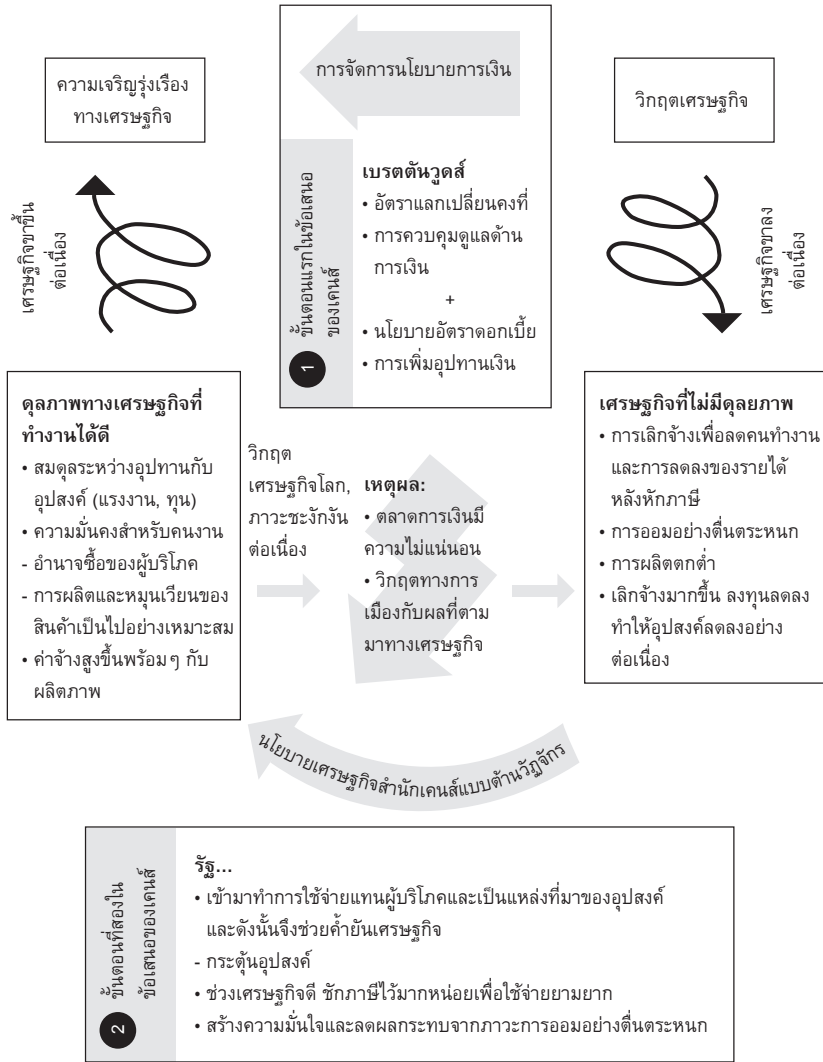 ความเจริญรุ่งเรือง
ทางเศรษฐกิจ
เศรษฐกิจขาขึ้น
ต่อเนื่อง
การจัดการนโยบายการเงิน
1
ขั้นตอนแรกในข้อเสนอ
ของเคนส์
เบรตตันวูดส์
• อัตราแลกเปลี่ยนคงที่
• การควบคุมดูแลด้าน
การเงิน
+
• นโยบายอัตราดอกเบี้ย
• การเพิ่มอุปทานเงิน
วิกฤตเศรษฐกิจ
เศรษฐกิจขาลง
ต่อเนื่อง
ดุลภาพทางเศรษฐกิจที่
ทำงานได้ดี
• สมดุลระหว่างอุปทานกับ
อุปสงค์ (แรงงาน, ทุน)
• ความมั่นคงสำหรับคนงาน
- อำนาจซื้อของผู้บริโภค
- การผลิตและหมุนเวียนของ
สินค้าเป็นไปอย่างเหมาะสม
• ค่าจ้างสูงขึ้นพร้อมๆ กับ
ผลิตภาพ
วิกฤต
เศรษฐกิจโลก,
ภาวะชะงักงัน
ต่อเนื่อง
เหตุผล:
• ตลาดการเงินมี
ความไม่แน่นอน
• วิกฤตทางการ
เมืองกับผลที่ตาม
มาทางเศรษฐกิจ
เศรษฐกิจที่ไม่มีดุลยภาพ
• การเลิกจ้างเพื่อลดคนทำงาน
และการลดลงของรายได้
หลังหักภาษี
• การออมอย่างตื่นตระหนก
• การผลิตตกต่ำ
• เลิกจ้างมากขึ้น ลงทุนลดลง
ทำให้อุปสงค์ลดลงอย่าง
ต่อเนื่อง
นโยบายเศรษฐกิจสำนักเคนส์แบบต้านวัฏจักร
2
ขั้นตอนที่สองใน
ข้อเสนอของเคนส์
รัฐ...
• เข้ามาทำการใช้จ่ายแทนผู้บริโภคและเป็นแหล่งที่มาของอุปสงค์
และดังนั้นจึงช่วยค้ำยันเศรษฐกิจ
- กระตุ้นอุปสงค์
• ช่วงเศรษฐกิจดี ชักภาษีไว้มากหน่อยเพื่อใช้จ่ายยามยาก
• สร้างความมั่นใจและลดผลกระทบจากภาวะการออมอย่างตื่นตระหนก